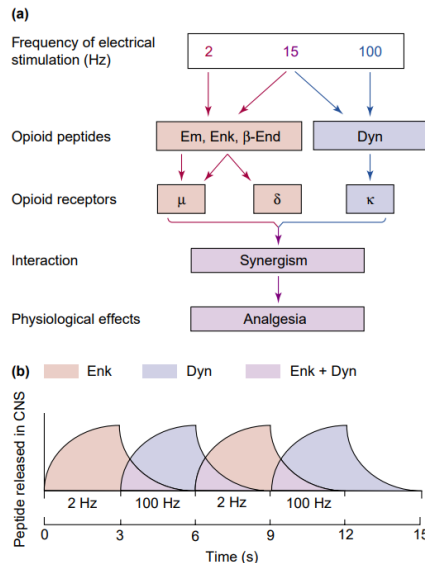 (a)
Frequency of electrical
stimulation (Hz)
2 15 100
Opioid peptides
Em, Enk, β-End
Dyn
Opioid receptors
μ δ κ
Interaction
Synergism
Physiological effects
Analgesia
(b)
Enk
Dyn
Enk + Dyn
Peptide released in CNS
2 Hz 100 Hz 2 Hz 100 Hz
0 3 6 9 12 15
Time (s)